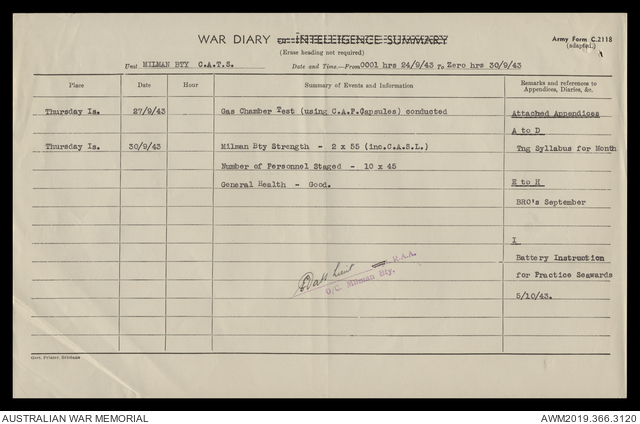 WAR DIARY or INTELLIGENCE SUMMARY
Army Form C.2118
(adapted.)
(Erase heading not required)
Unit MILMAN BTY C.A.T.S. Date and Time—From 0001 hrs 24/9/43 To Zero hrs 30/9/43
Place Date Hour Summary of Events and Information Remarks and references to Appendices, Diaries, &c.
Thursday Is. 27/9/43 Gas Chamber Test (using C.A.P.Capsules) conducted Attached Appendices
A to D
Thursday Is. 30/9/43 Milman Bty Strength - 2 x 55 (inc.C.A.S.L.) Tng Syllabus for Month
Number of Personnel Staged - 10 x 45
General Health - Good. E to H
BRO's September
I
Battery Instruction
for Practice Seawards
5/10/43.
Lieut R.A.A.
O/C. Milman Bty.
Govt. Printer, Brisbane
AUSTRALIAN WAR MEMORIAL
AWM2019.366.3120